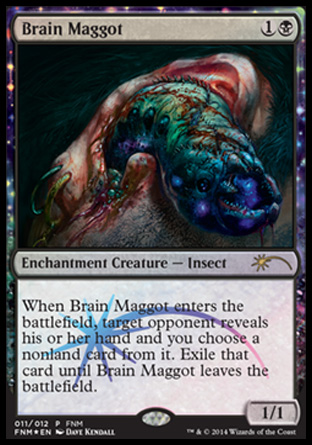 Brain Maggot 1
Enchantment Creature — Insect
When Brain Maggot enters the
battlefield, target opponent reveals
his or her hand and you choose a
nonland card from it. Exile that
card until Brain Maggot leaves the
battlefield.
1/1
011/012 P FNM
FNM★EN DAVE KENDALL
™ & © 2014 Wizards of the Coast